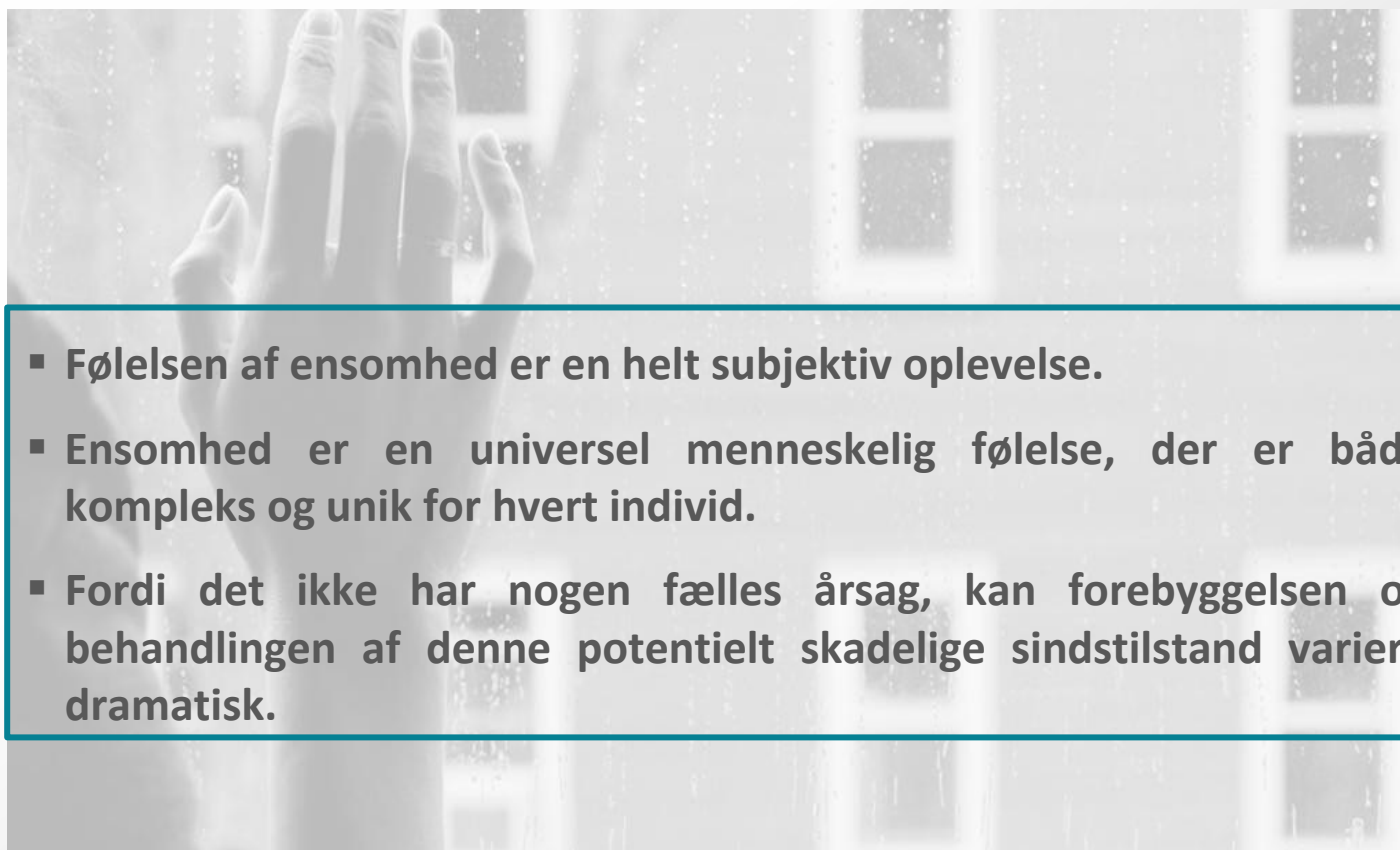 ▪ Følelsen af ensomhed er en helt subjektiv oplevelse.
▪ Ensomhed er en universel menneskelig følelse, der er båd
kompleks og unik for hvert individ.
▪ Fordi det ikke har nogen fælles årsag, kan forebyggelsen o
behandlingen af denne potentielt skadelige sindstilstand varier
dramatisk.